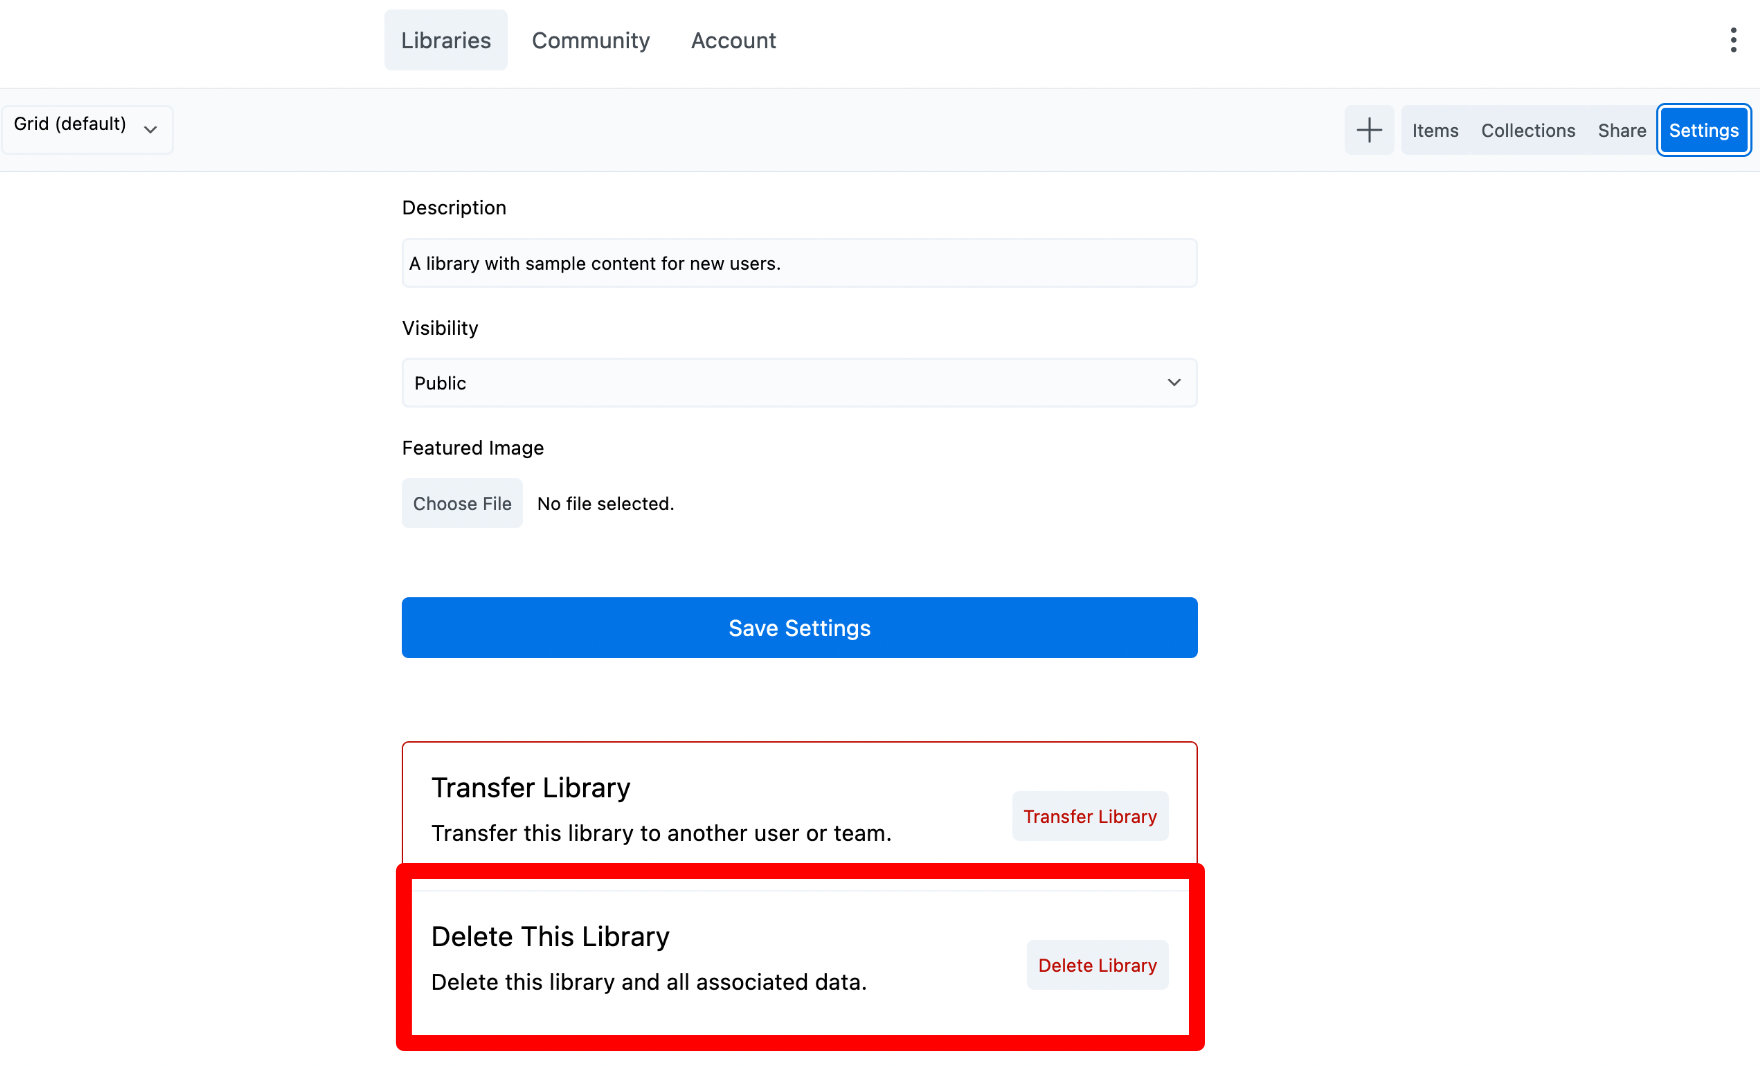 Libraries Community Account
Grid (default)
Items Collections Share Settings
Description
A library with sample content for new users.
Visibility
Public
Featured Image
Choose File No file selected.
Save Settings
Transfer Library
Transfer this library to another user or team.
Transfer Library
Delete This Library
Delete this library and all associated data.
Delete Library